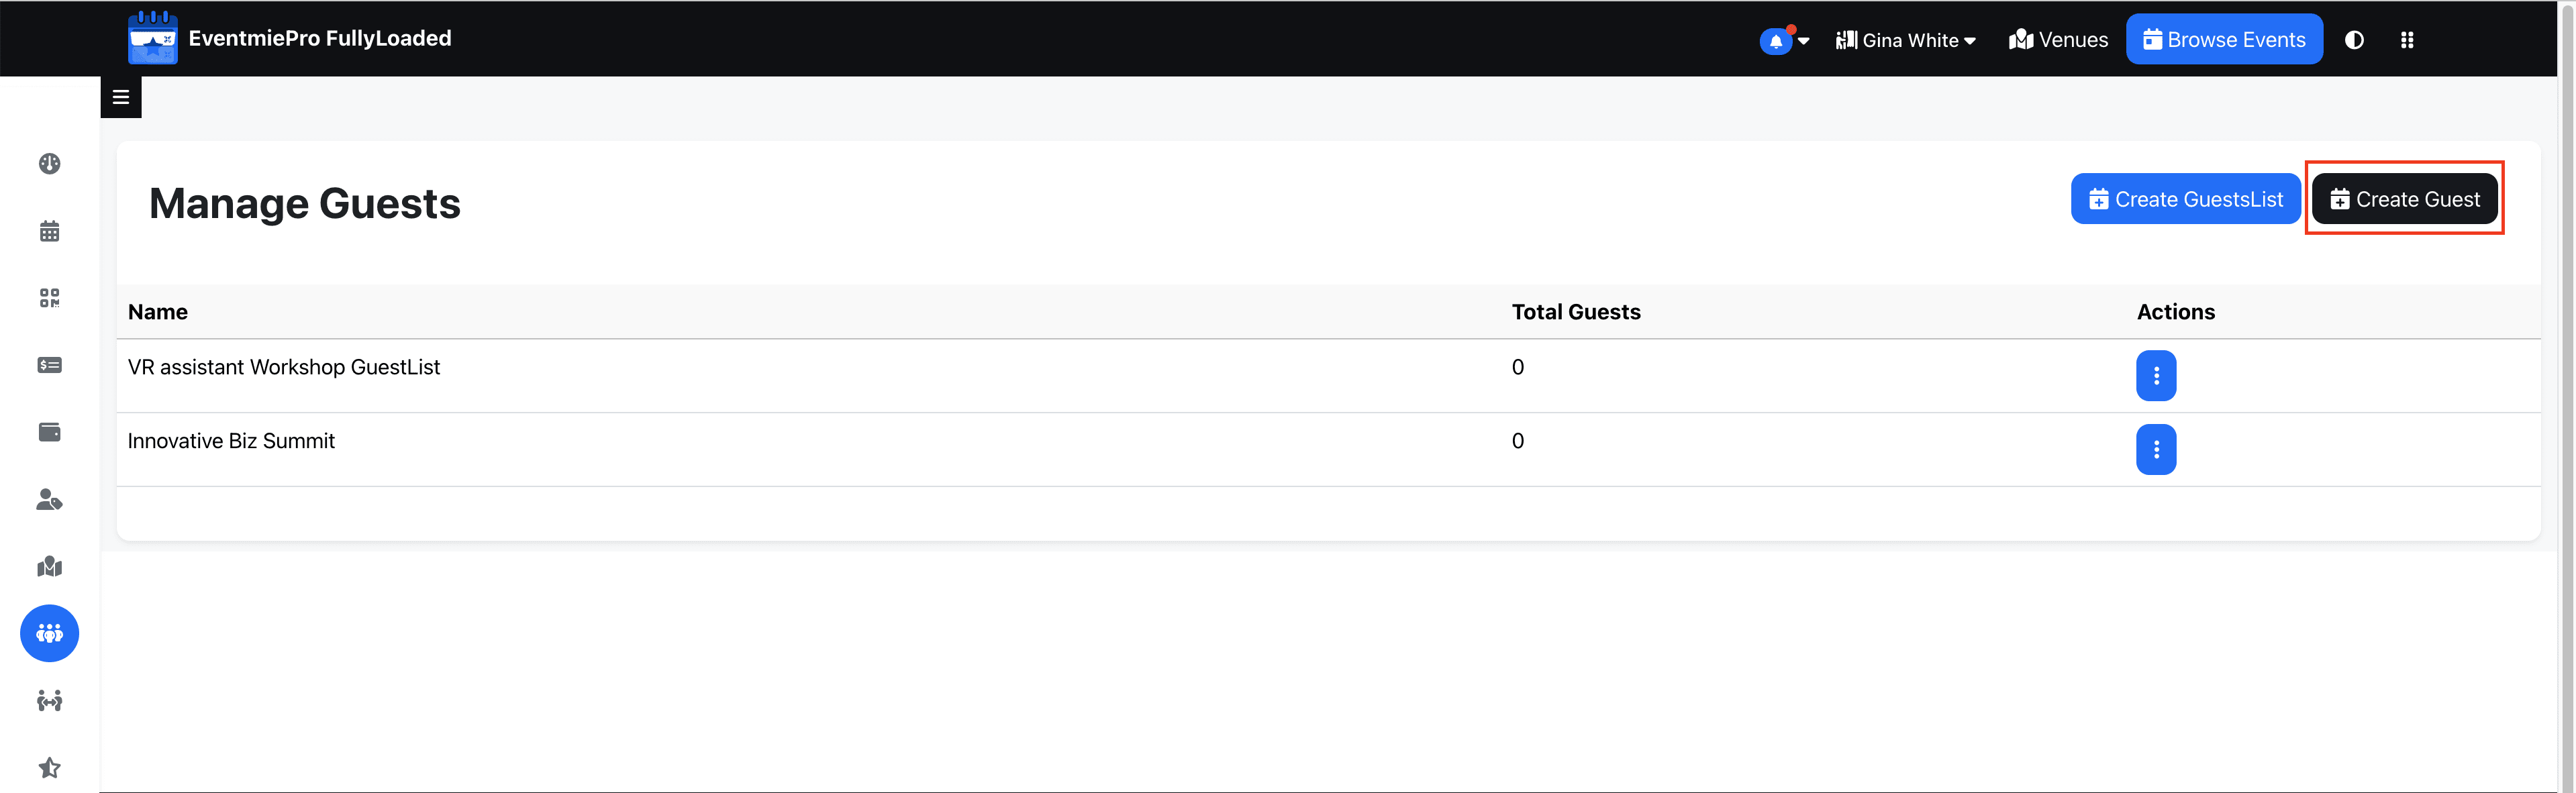 EventmiePro FullyLoaded
Gina White
Venues
Browse Events
Manage Guests
Create GuestsList
Create Guest
Name Total Guests Actions
VR assistant Workshop GuestList 0
Innovative Biz Summit 0